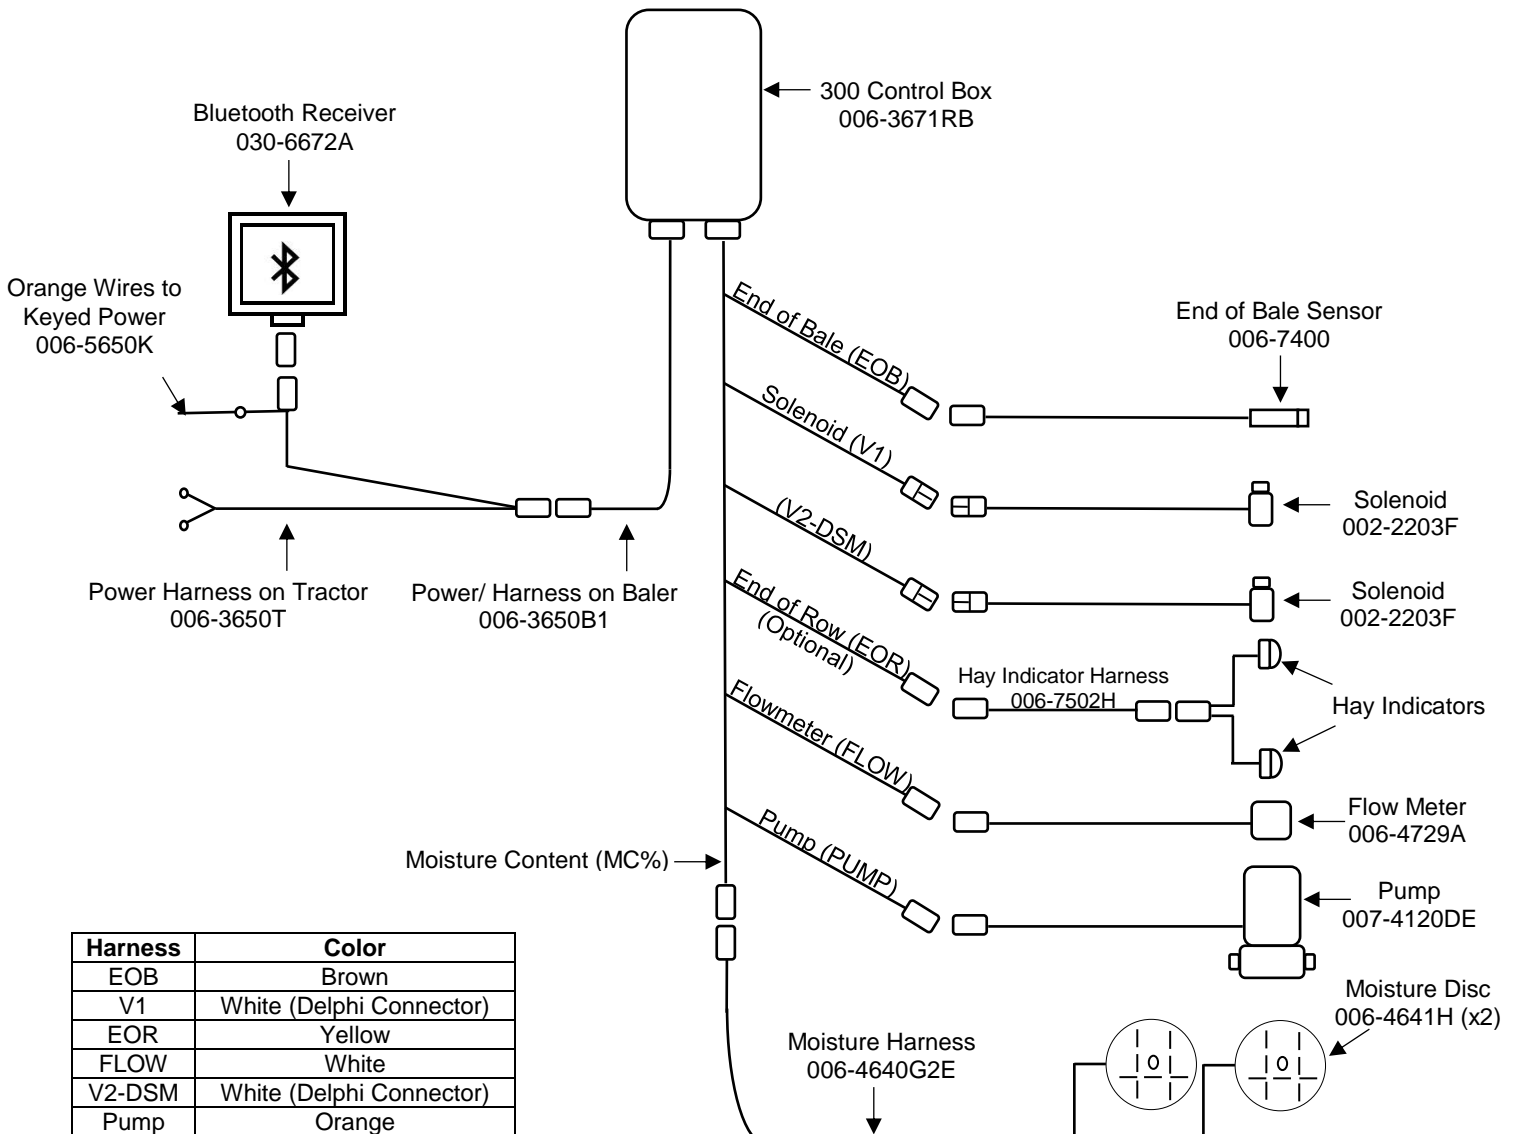 300 Control Box
006-3671RB
Bluetooth Receiver
030-6672A
Orange Wires to
Keyed Power
006-5650K
End of Bale (EOB)
End of Bale Sensor
006-7400
Solenoid (V1)
Solenoid
002-2203F
(V2-DSM)
Solenoid
002-2203F
Power Harness on Tractor
006-3650T
Power/ Harness on Baler
006-3650B1
End of Row (EOR)
(Optional)
Hay Indicator Harness
006-7502H
Hay Indicators
Flowmeter (FLOW)
Flow Meter
006-4729A
Moisture Content (MC%)
Pump (PUMP)
Pump
007-4120DE
Harness Color
EOB Brown
V1 White (Delphi Connector)
EOR Yellow
FLOW White
V2-DSM White (Delphi Connector)
Pump Orange
Moisture Harness
006-4640G2E
Moisture Disc
006-4641H (x2)